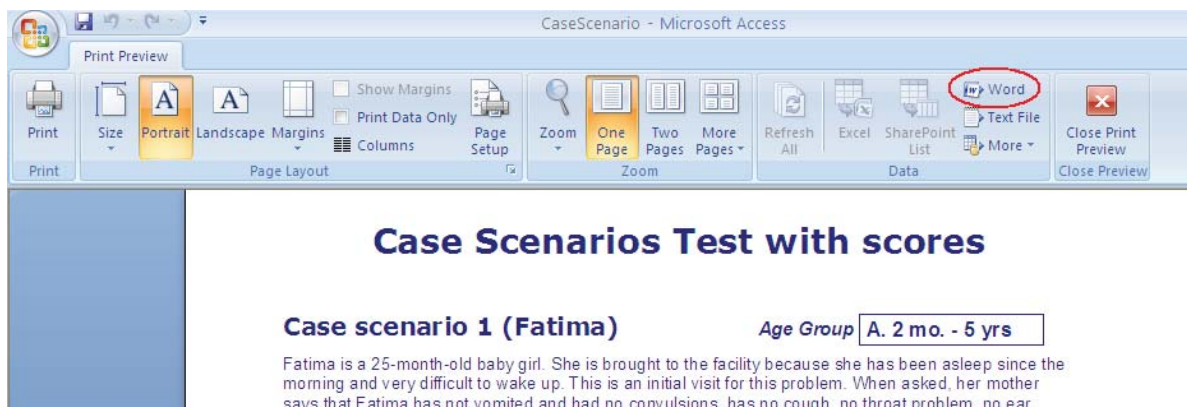 CaseScenario - Microsoft Access
Print Preview
Print
Size
Portrait
Landscape
Margins
Show Margins
Print Data Only
Columns
Page Setup
Zoom
One Page
Two Pages
More Pages
Refresh All
Excel
SharePoint List
Word
Text File
More
Close Print Preview
Print
Page Layout
Zoom
Data
Close Preview
Case Scenarios Test with scores
Case scenario 1 (Fatima)
Age Group A. 2 mo. - 5 yrs
Fatima is a 25-month-old baby girl. She is brought to the facility because she has been asleep since the
morning and very difficult to wake up. This is an initial visit for this problem. When asked, her mother
says that Fatima has not vomited and had no convulsions, has no cough, no throat problem, no ear